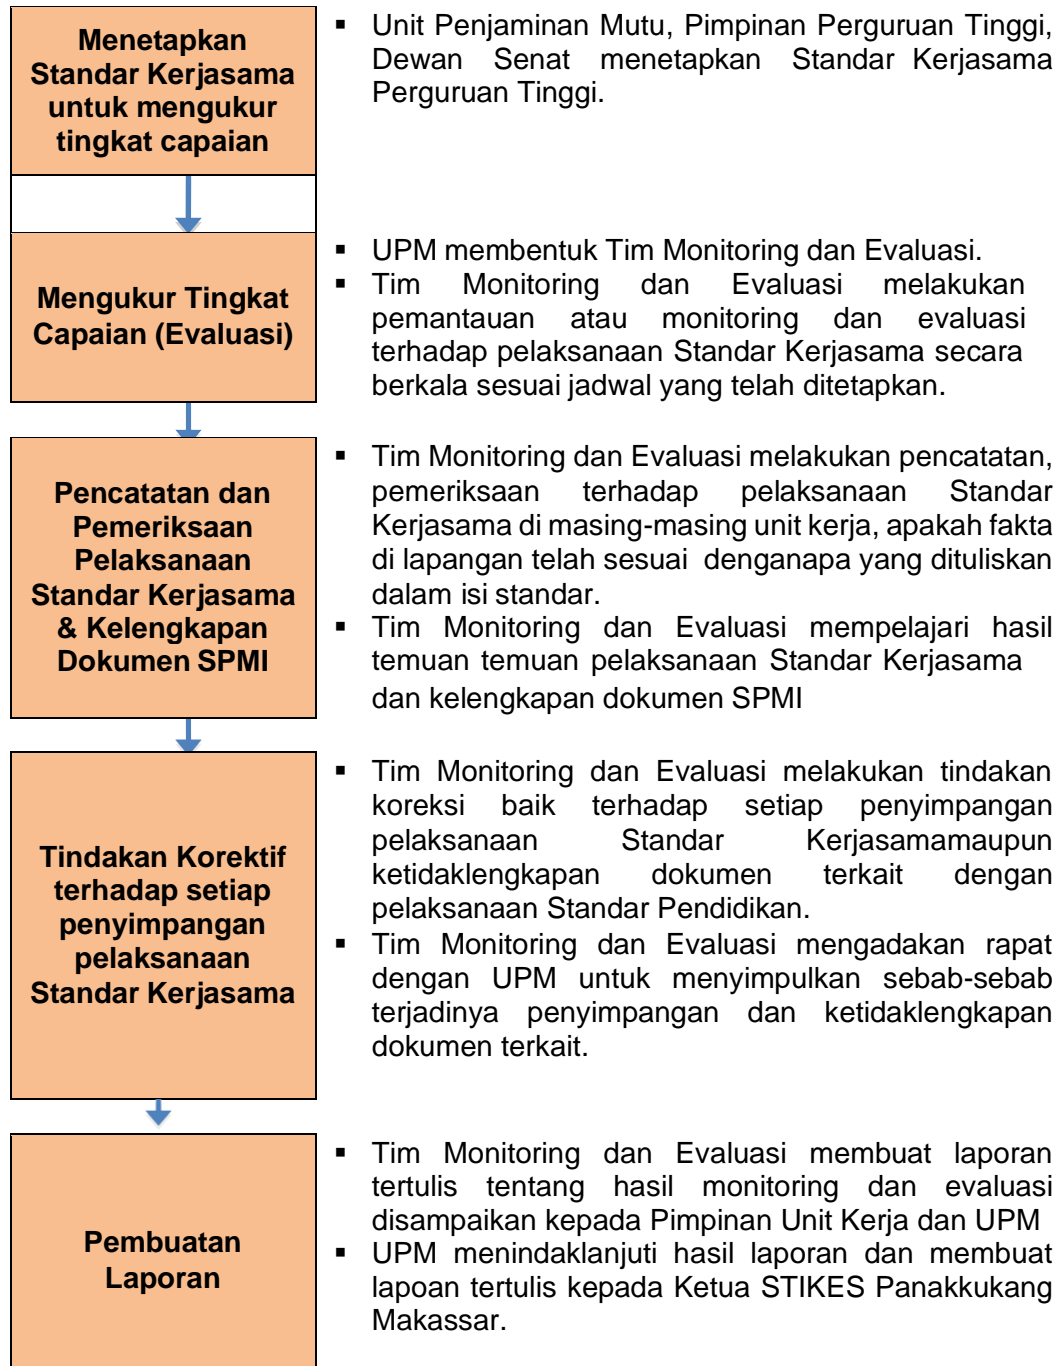 Menetapkan
Standar Kerjasama
untuk mengukur
tingkat capaian
▪ Unit Penjaminan Mutu, Pimpinan Perguruan Tinggi,
Dewan Senat menetapkan Standar Kerjasama
Perguruan Tinggi.
Mengukur Tingkat
Capaian (Evaluasi)
▪ UPM membentuk Tim Monitoring dan Evaluasi.
▪ Tim Monitoring dan Evaluasi melakukan
pemantauan atau monitoring dan evaluasi
terhadap pelaksanaan Standar Kerjasama secara
berkala sesuai jadwal yang telah ditetapkan.
Pencatatan dan
Pemeriksaan
Pelaksanaan
Standar Kerjasama
& Kelengkapan
Dokumen SPMI
▪ Tim Monitoring dan Evaluasi melakukan pencatatan,
pemeriksaan terhadap pelaksanaan Standar
Kerjasama di masing-masing unit kerja, apakah fakta
di lapangan telah sesuai denganapa yang dituliskan
dalam isi standar.
▪ Tim Monitoring dan Evaluasi mempelajari hasil
temuan temuan pelaksanaan Standar Kerjasama
dan kelengkapan dokumen SPMI
Tindakan Korektif
terhadap setiap
penyimpangan
pelaksanaan
Standar Kerjasama
▪ Tim Monitoring dan Evaluasi melakukan tindakan
koreksi baik terhadap setiap penyimpangan
pelaksanaan Standar Kerjasamamaupun
ketidaklengkapan dokumen terkait dengan
pelaksanaan Standar Pendidikan.
▪ Tim Monitoring dan Evaluasi mengadakan rapat
dengan UPM untuk menyimpulkan sebab-sebab
terjadinya penyimpangan dan ketidaklengkapan
dokumen terkait.
Pembuatan
Laporan
▪ Tim Monitoring dan Evaluasi membuat laporan
tertulis tentang hasil monitoring dan evaluasi
disampaikan kepada Pimpinan Unit Kerja dan UPM
▪ UPM menindaklanjuti hasil laporan dan membuat
lapoan tertulis kepada Ketua STIKES Panakkukang
Makassar.